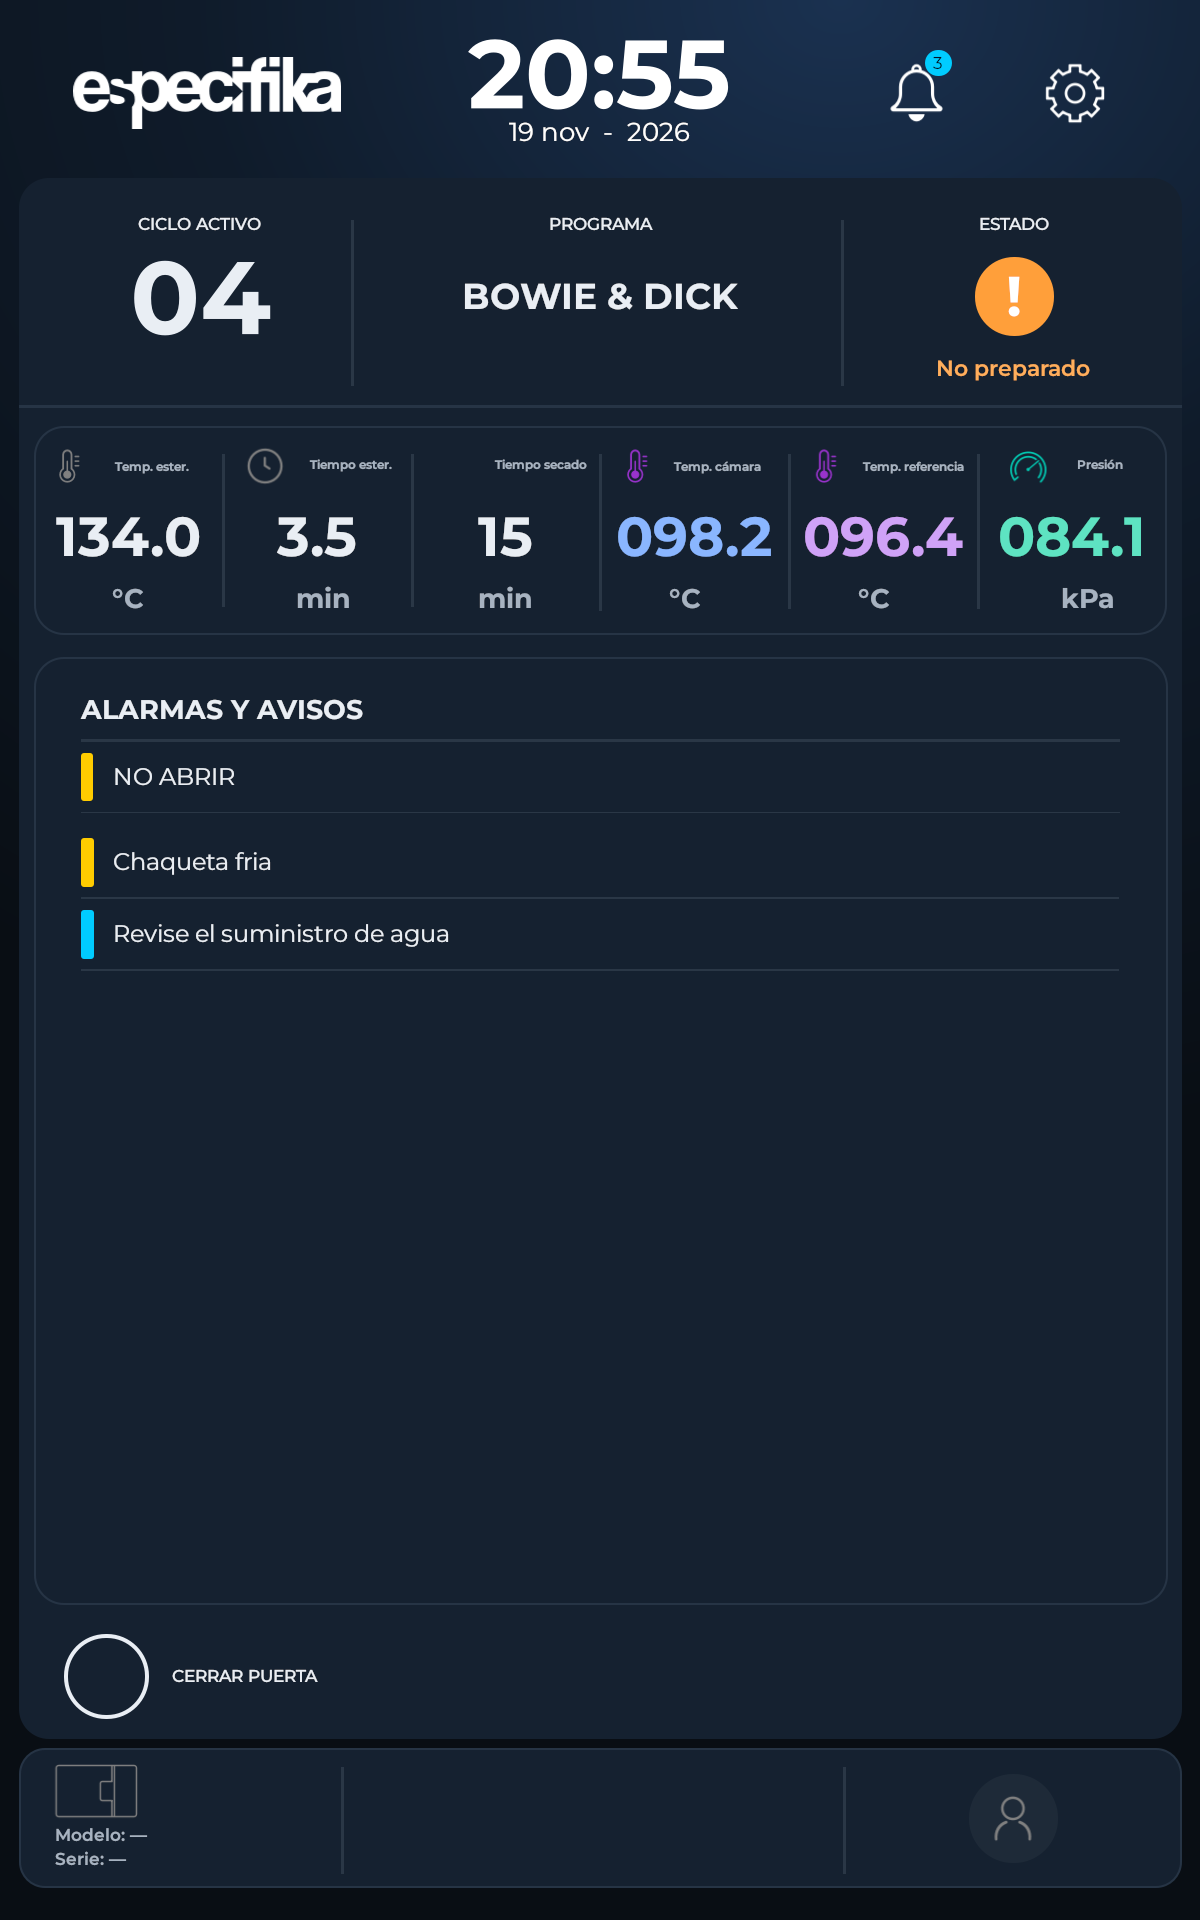 especifika
20:55
19 nov - 2026
3
CICLO ACTIVO
04
PROGRAMA
BOWIE & DICK
ESTADO
!
No preparado
Temp. ester.
134.0
°C
Tiempo ester.
3.5
min
Tiempo secado
15
min
Temp. cámara
098.2
°C
Temp. referencia
096.4
°C
Presión
084.1
kPa
ALARMAS Y AVISOS
NO ABRIR
Chaqueta fria
Revise el suministro de agua
CERRAR PUERTA
Modelo: —
Serie: —